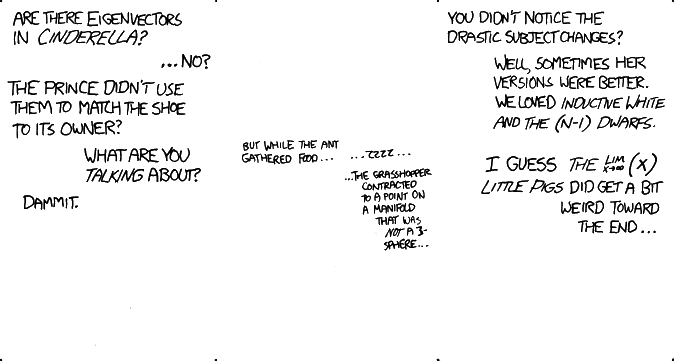 ARE THERE EIGENVECTORS
IN CINDERELLA?
...NO?
THE PRINCE DIDN'T USE
THEM TO MATCH THE SHOE
TO ITS OWNER?
WHAT ARE YOU
TALKING ABOUT?
DAMMIT.
BUT WHILE THE ANT
GATHERED FOOD...
...ZZZZ...
...THE GRASSHOPPER
CONTRACTED
TO A POINT ON
A MANIFOLD
THAT WAS
NOT A 3-
SPHERE...
YOU DIDN'T NOTICE THE
DRASTIC SUBJECT CHANGES?
WELL, SOMETIMES HER
VERSIONS WERE BETTER.
WE LOVED INDUCTIVE WHITE
AND THE (N-1) DWARFS.
I GUESS THE LIM X→∞ (X)
LITTLE PIGS DID GET A BIT
WEIRD TOWARD
THE END...